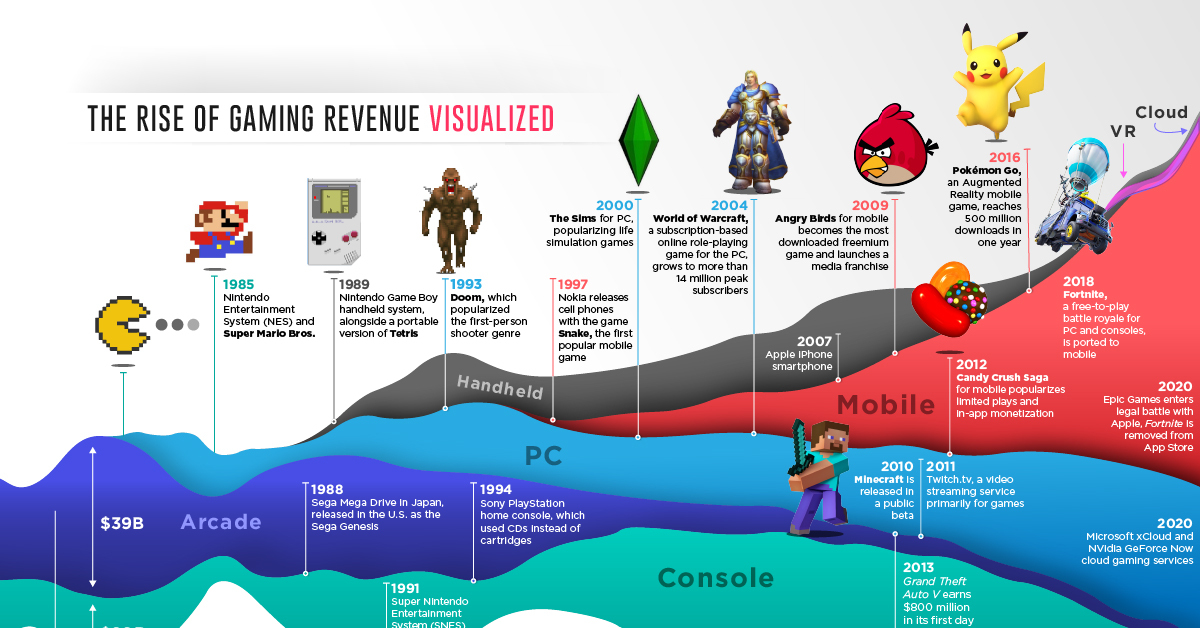 THE RISE OF GAMING REVENUE VISUALIZED
1985
Nintendo
Entertainment
System (NES) and
Super Mario Bros.
1989
Nintendo Game Boy
handheld system,
alongside a portable
version of Tetris
1993
Doom, which
popularized
the first-person
shooter genre
1997
Nokia releases
cell phones
with the game
Snake, the first
popular mobile
game
2000
The Sims for PC,
popularizing life
simulation games
2004
World of Warcraft,
a subscription-based
online role-playing
game for the PC,
grows to more than
14 million peak
subscribers
2009
Angry Birds for mobile
becomes the most
downloaded freemium
game and launches a
media franchise
2016
Pokémon Go,
an Augmented
Reality mobile
game, reaches
500 million
downloads in
one year
VR
Cloud
2018
Fortnite,
a free-to-play
battle royale for
PC and consoles,
is ported to
mobile
2007
Apple iPhone
smartphone
2012
Candy Crush Saga
for mobile popularizes
limited plays and
in-app monetization
2020
Epic Games enters
legal battle with
Apple, Fortnite is
removed from
App Store
Handheld
Mobile
PC
2010
Minecraft is
released in
a public
beta
2011
Twitch.tv, a video
streaming service
primarily for games
2020
Microsoft xCloud and
NVidia GeForce Now
cloud gaming services
$39B
Arcade
1988
Sega Mega Drive in Japan,
released in the U.S. as the
Sega Genesis
1994
Sony PlayStation
home console, which
used CDs instead of
cartridges
Console
1991
Super Nintendo
Entertainment
System (SNES)
2013
Grand Theft
Auto V earns
$800 million
in its first day